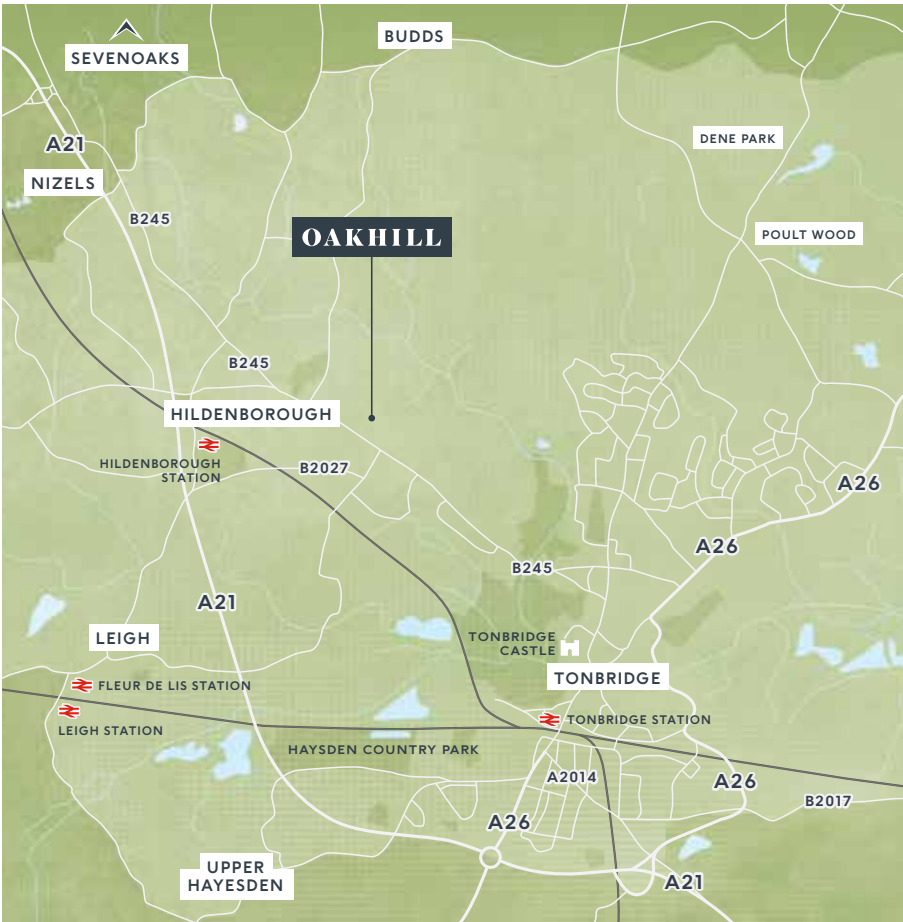 BUDDS
SEVENOAKS
DENE PARK
A21
NIZELS
B245
OAKHILL
POULT WOOD
B245
HILDENBOROUGH
HILDENBOROUGH
STATION
B2027
A26
A26
B245
A21
LEIGH
TONBRIDGE
CASTLE
TONBRIDGE
FLEUR DE LIS STATION
LEIGH STATION
TONBRIDGE STATION
HAYSDEN COUNTRY PARK
A2014
A26
B2017
A26
UPPER
HAYESDEN
A21